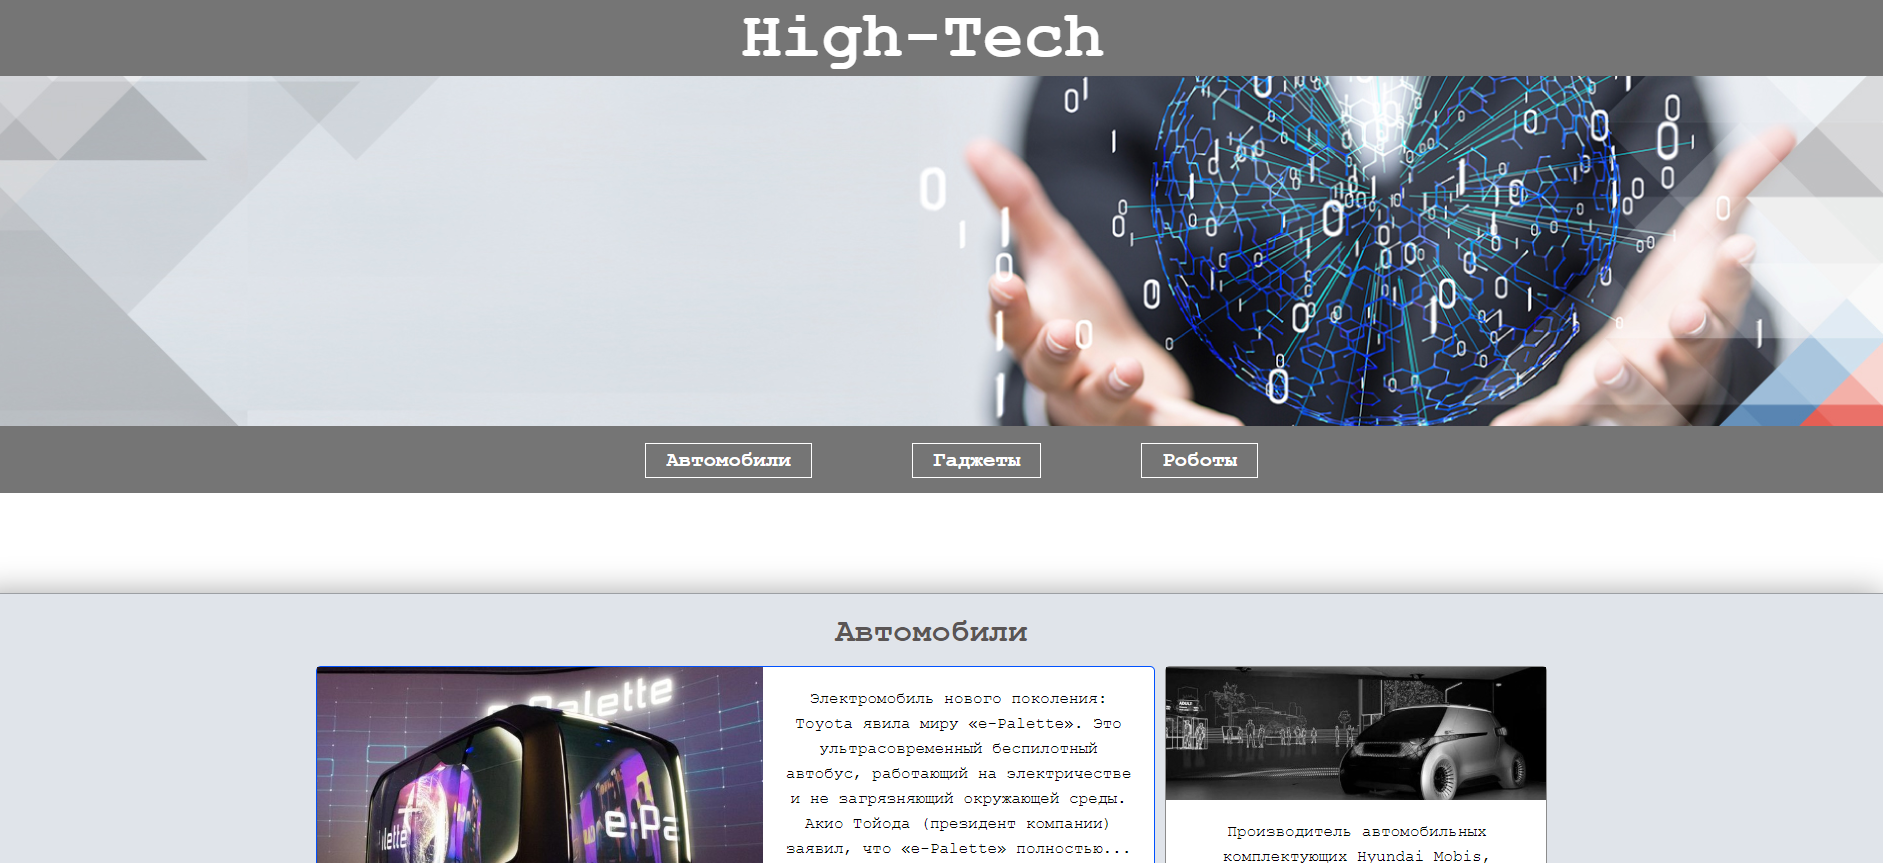 High-Tech
Автомобили
Гаджеты
Роботы
Автомобили
e-Palette
Электромобиль нового поколения:
Toyota явила миру «e-Palette». Это
ультрасовременный беспилотный
автобус, работающий на электричестве
и не загрязняющий окружающей среды.
Акио Тойода (президент компании)
заявил, что «e-Palette» полностью...
Производитель автомобильных
комплектующих Hyundai Mobis,